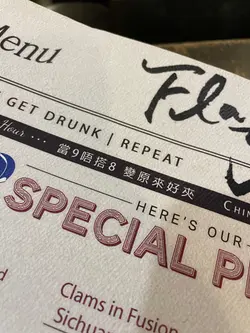 Menu
Fla
GET DRUNK | REPEAT
Hour ··· 當9唔搭8 變原來好夾
CHIN
HERE'S OUR
SPECIAL P
Clams in Fusion
Sichua